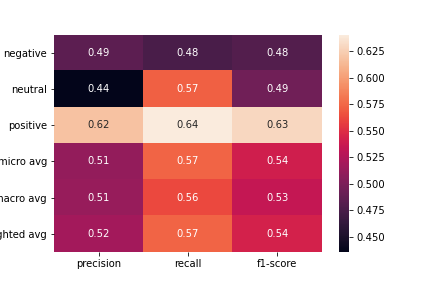 negative 0.49 0.48 0.48
neutral 0.44 0.57 0.49
positive 0.62 0.64 0.63
micro avg 0.51 0.57 0.54
acro avg 0.51 0.56 0.53
ghted avg 0.52 0.57 0.54
precision recall f1-score
0.625
0.600
0.575
0.550
0.525
0.500
0.475
0.450